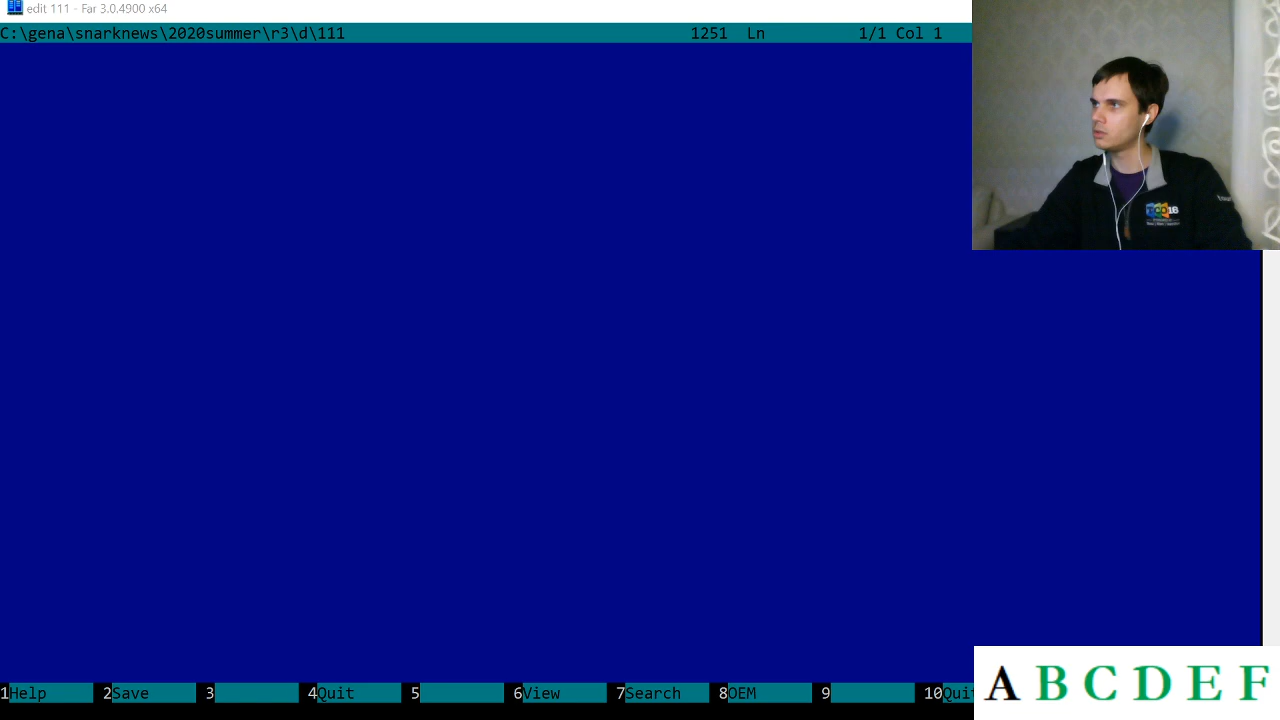 edit 111 - Far 3.0.4900 x64
C:\gena\snarknews\2020summer\r3\d\111 1251 Ln 1/1 Col 1
1Help 2Save 3 4Quit 5 6View 7Search 8OEM 9 10Quit
A B C D E F